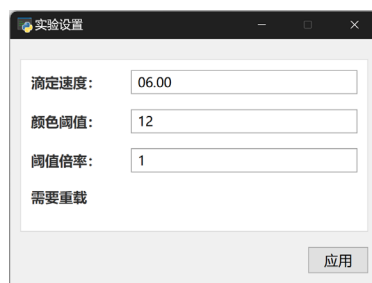 实验设置
滴定速度： 06.00
颜色阈值： 12
阈值倍率： 1
需要重载
应用